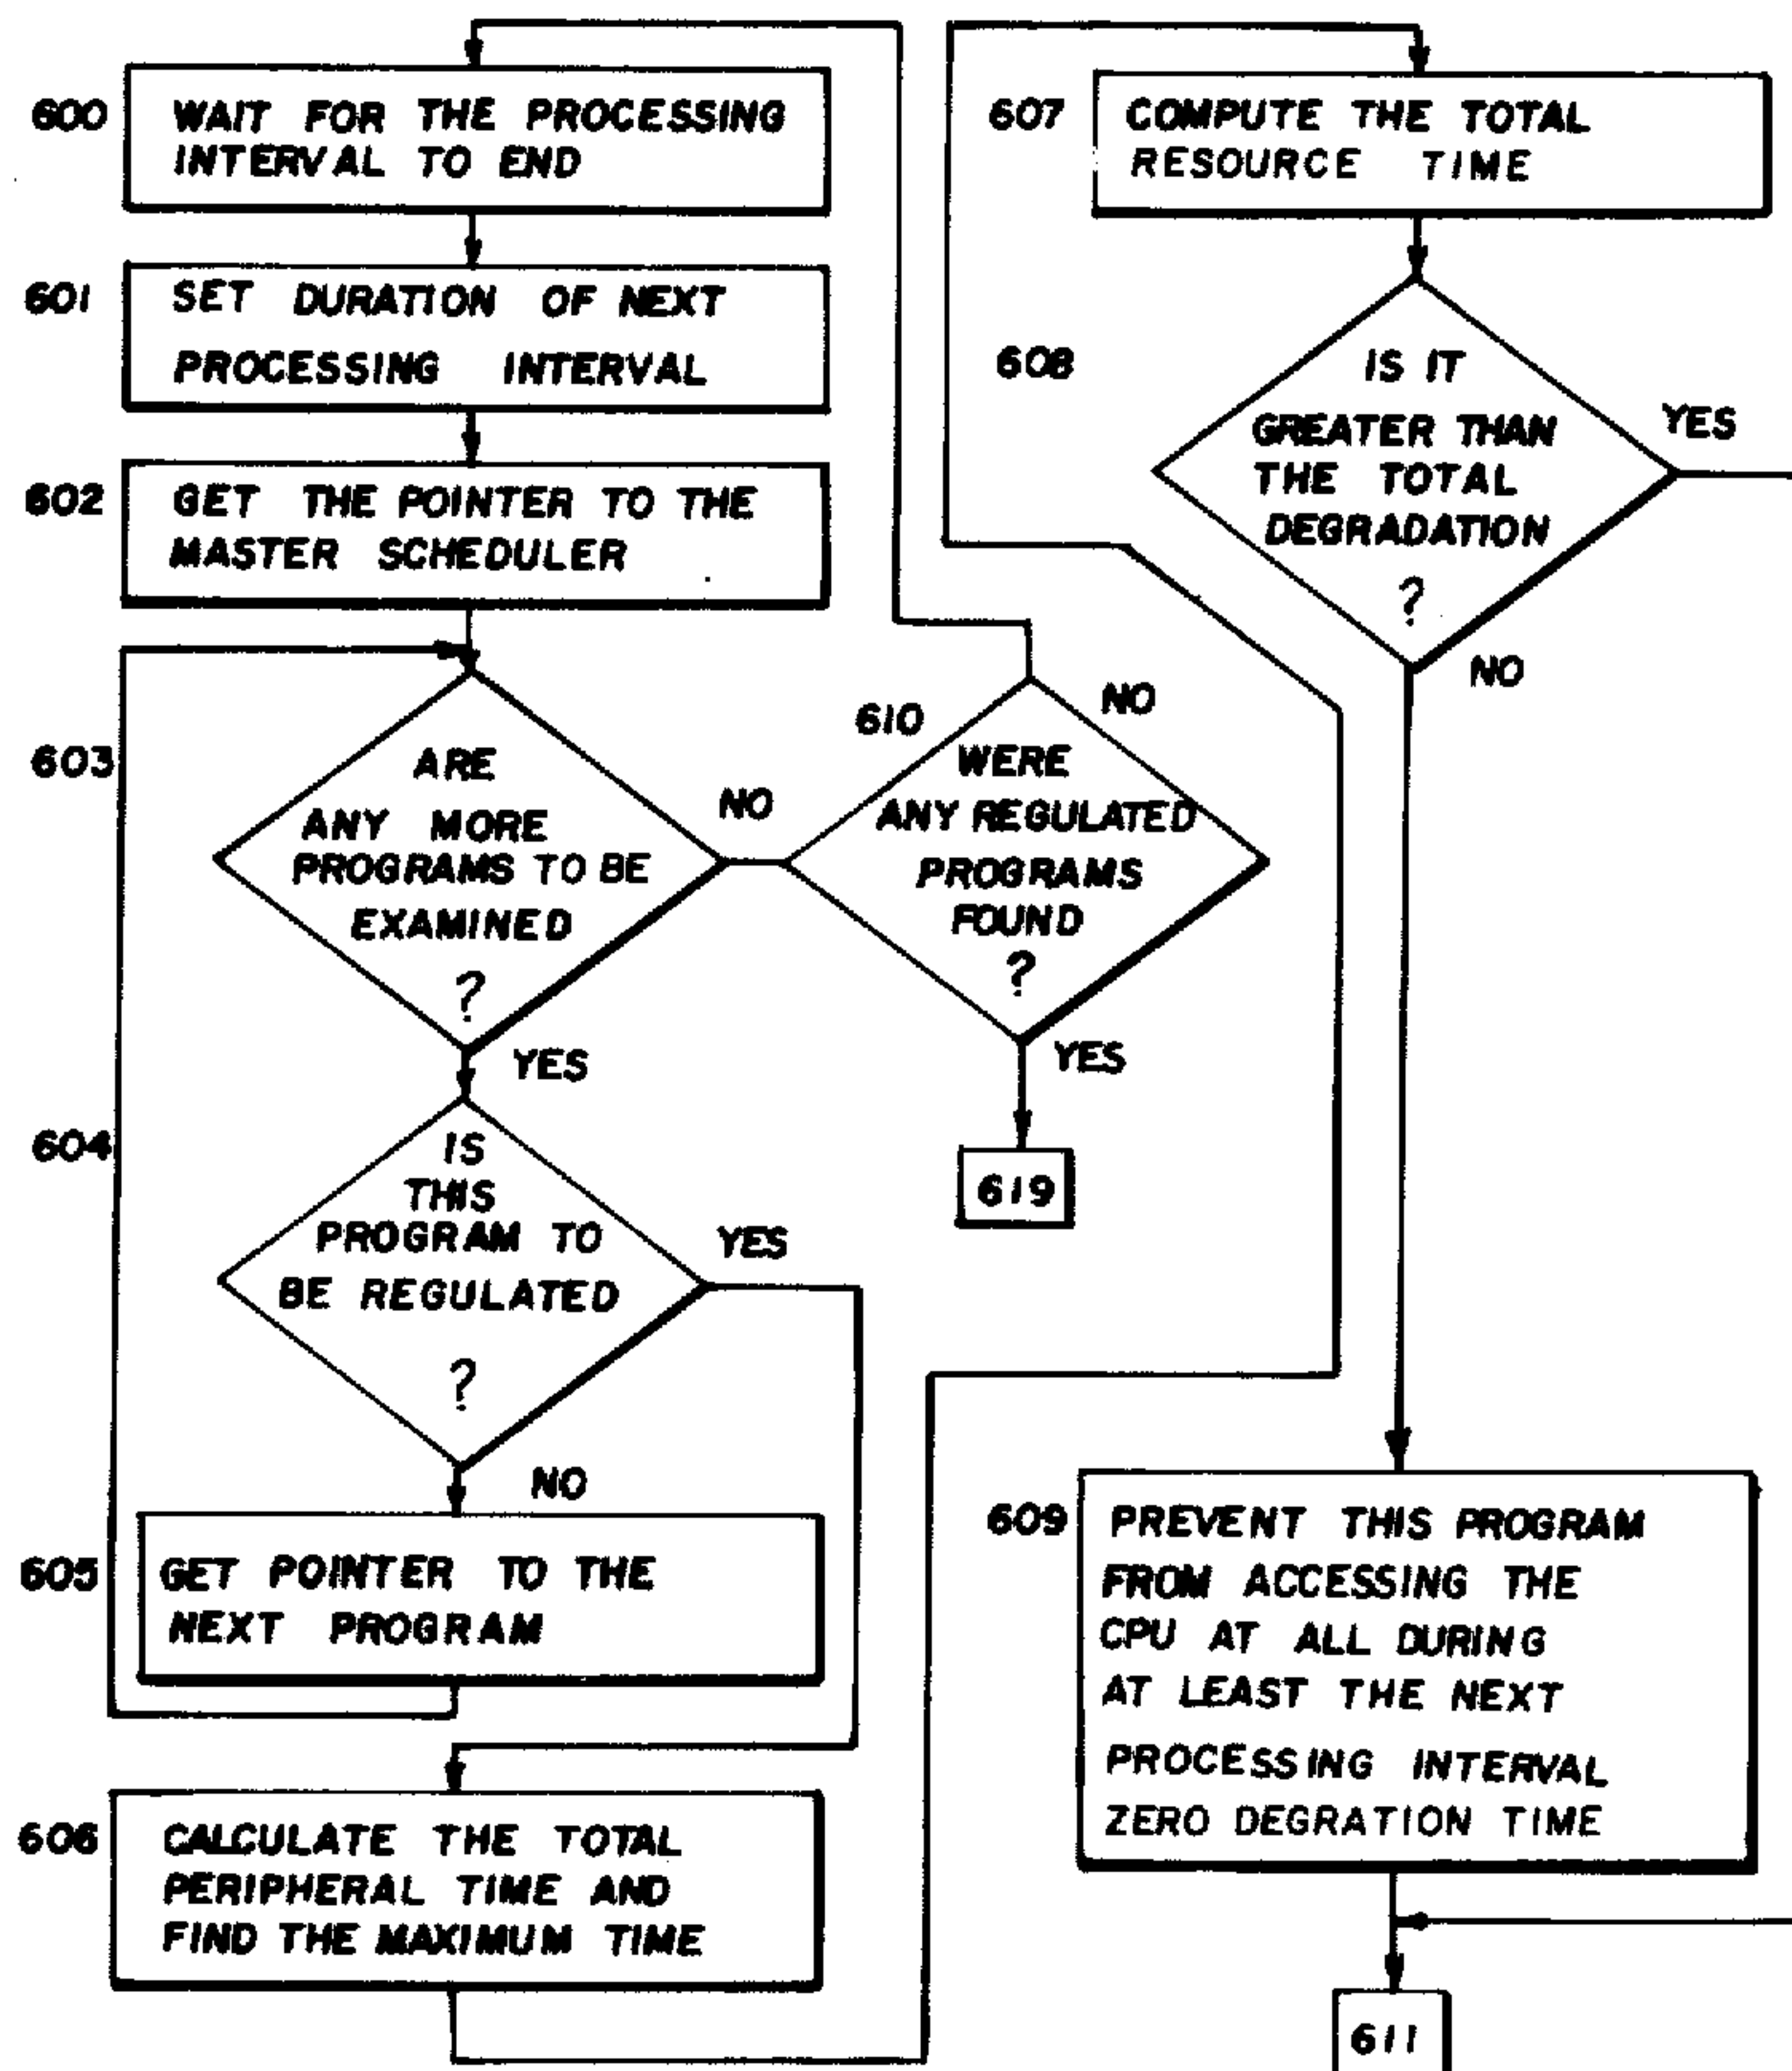 600
WAIT FOR THE PROCESSING
INTERVAL TO END
601
SET DURATION OF NEXT
PROCESSING INTERVAL
602
GET THE POINTER TO THE
MASTER SCHEDULER
603
ARE
ANY MORE
PROGRAMS TO BE
EXAMINED
?
NO
YES
610
NO
WERE
ANY REGULATED
PROGRAMS
FOUND
?
YES
619
604
IS
THIS
PROGRAM TO
BE REGULATED
?
YES
NO
605
GET POINTER TO THE
NEXT PROGRAM
606
CALCULATE THE TOTAL
PERIPHERAL TIME AND
FIND THE MAXIMUM TIME
607
COMPUTE THE TOTAL
RESOURCE TIME
608
IS IT
GREATER THAN
THE TOTAL
DEGRADATION
?
YES
NO
609
PREVENT THIS PROGRAM
FROM ACCESSING THE
CPU AT ALL DURING
AT LEAST THE NEXT
PROCESSING INTERVAL
ZERO DEGRATION TIME
611